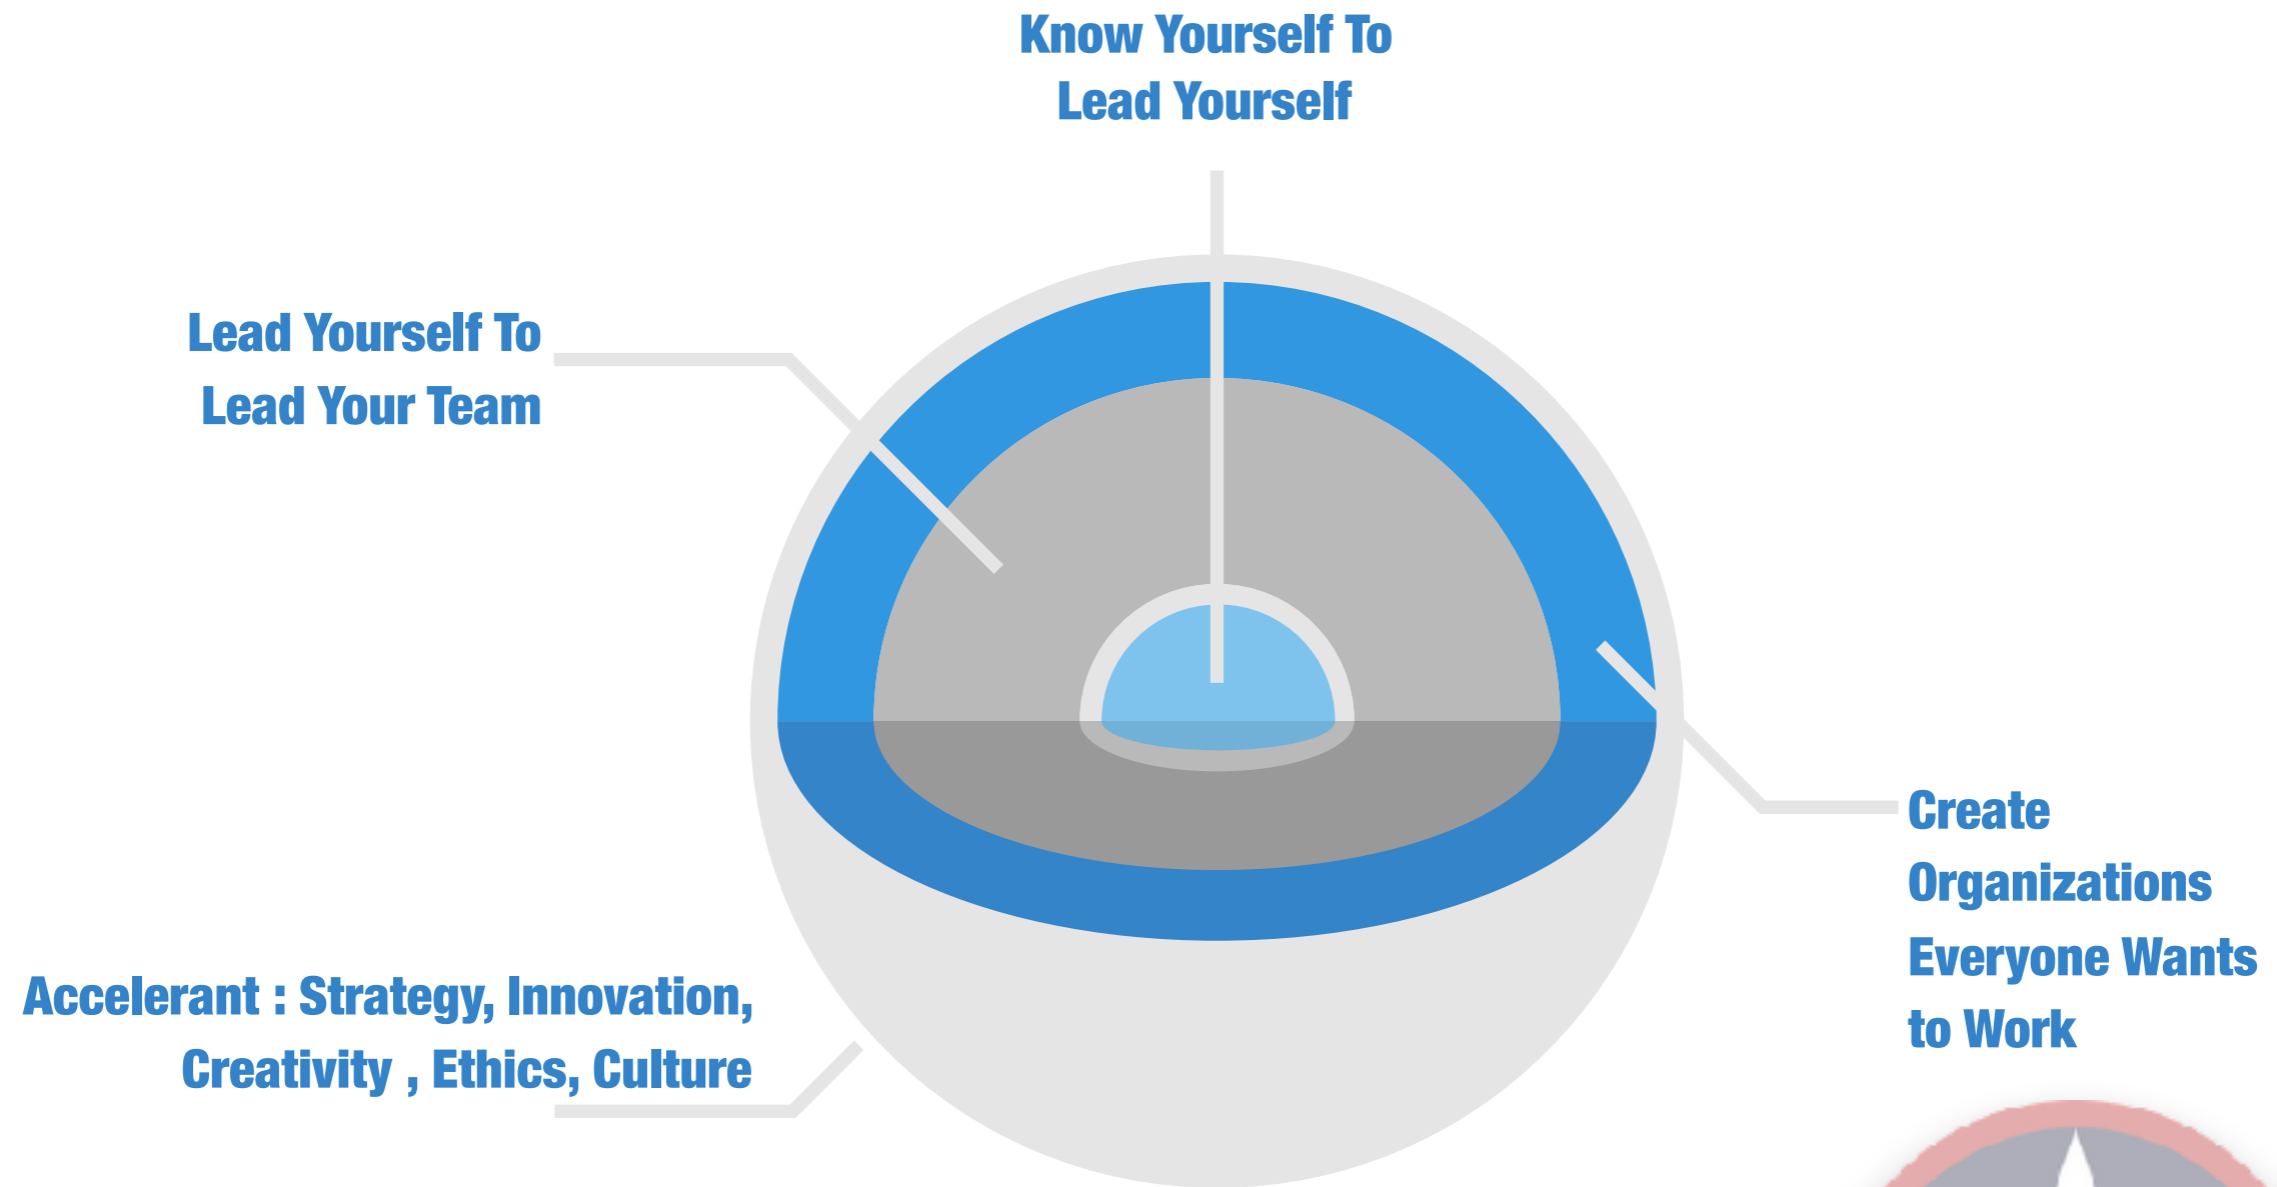 Know Yourself To
Lead Yourself
Lead Yourself To
Lead Your Team
Create
Organizations
Everyone Wants
to Work
Accelerant : Strategy, Innovation,
Creativity , Ethics, Culture